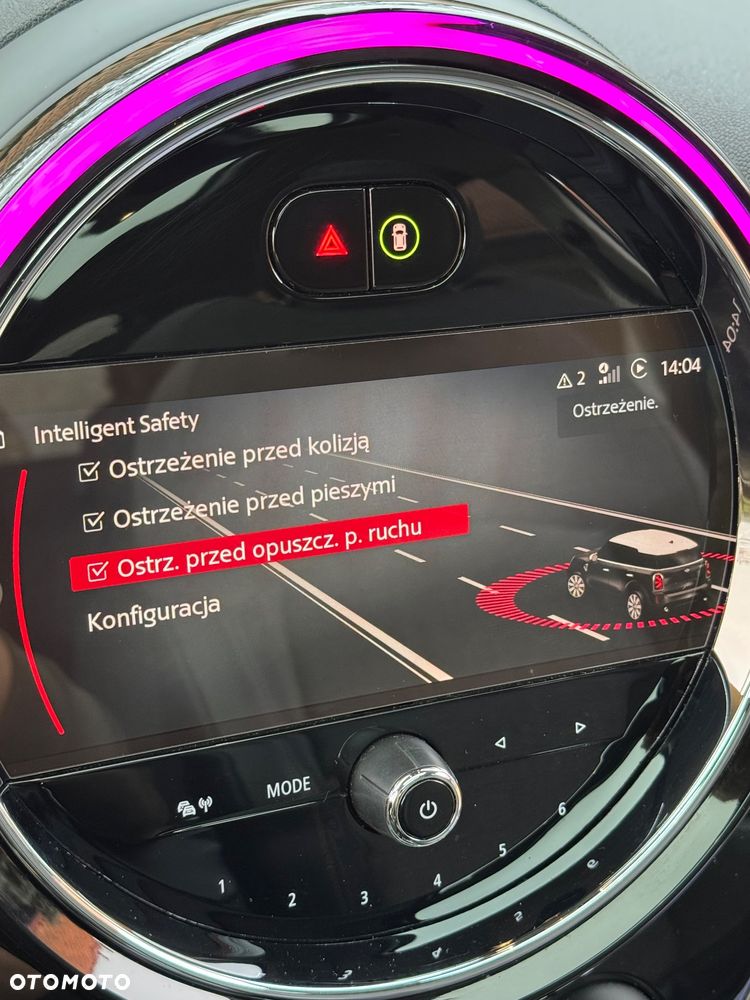 2 14:04
Ostrzeżenie.
Intelligent Safety
Ostrzeżenie przed kolizją
Ostrzeżenie przed pieszymi
Ostrz. przed opuszcz. p. ruchu
Konfiguracja
MODE
1 2 3 4 5 6
OTOMOTO